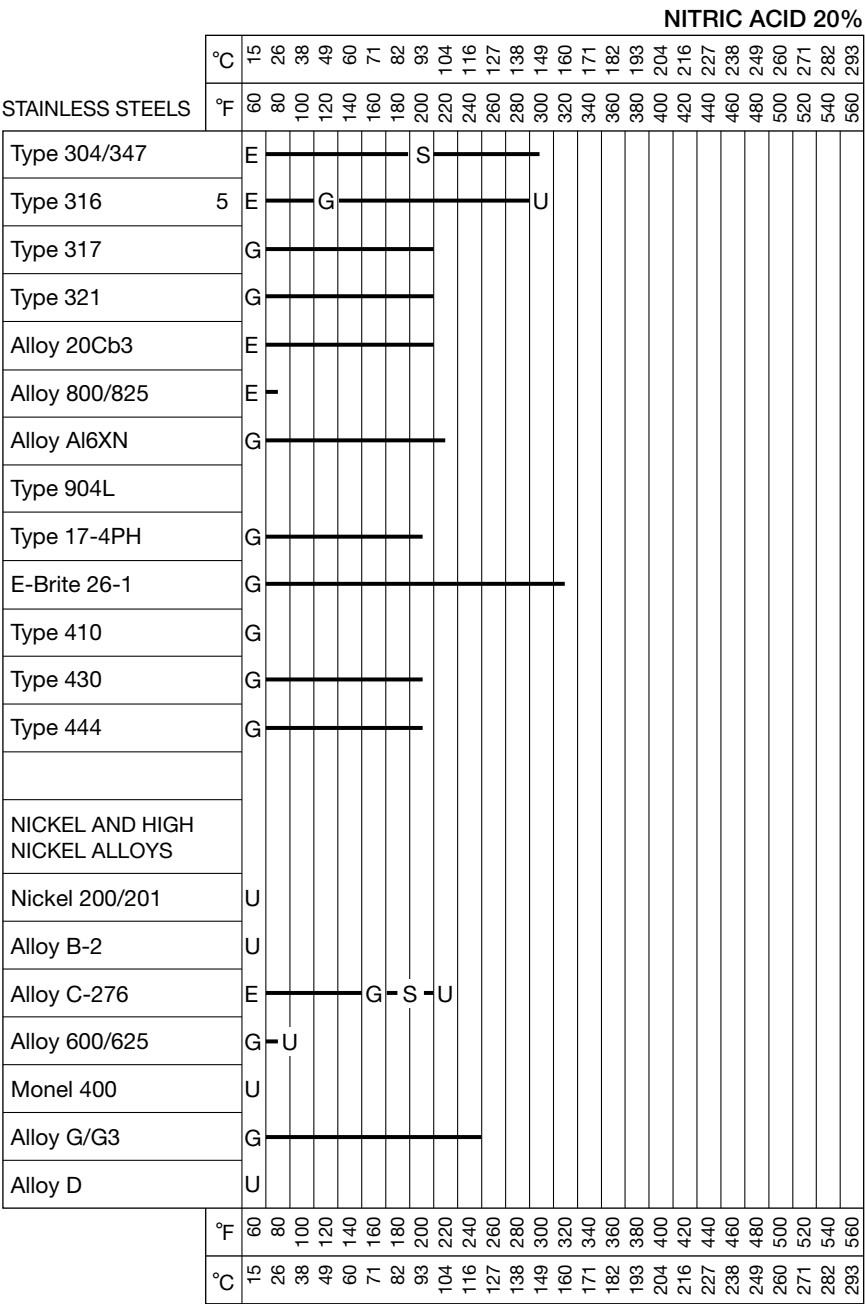 NITRIC ACID 20%
°C 15 26 38 49 60 71 82 93 104 116 127 138 149 160 171 182 193 204 216 227 238 249 260 271 282 293
STAINLESS STEELS °F 60 80 100 120 140 160 180 200 220 240 260 280 300 320 340 360 380 400 420 440 460 480 500 520 540 560
Type 304/347 E S
Type 316 5 E G U
Type 317 G
Type 321 G
Alloy 20Cb3 E
Alloy 800/825 E
Alloy Al6XN G
Type 904L
Type 17-4PH G
E-Brite 26-1 G
Type 410 G
Type 430 G
Type 444 G
NICKEL AND HIGH
NICKEL ALLOYS
Nickel 200/201 U
Alloy B-2 U
Alloy C-276 E G S U
Alloy 600/625 G U
Monel 400 U
Alloy G/G3 G
Alloy D U
°F 60 80 100 120 140 160 180 200 220 240 260 280 300 320 340 360 380 400 420 440 460 480 500 520 540 560
°C 15 26 38 49 60 71 82 93 104 116 127 138 149 160 171 182 193 204 216 227 238 249 260 271 282 293